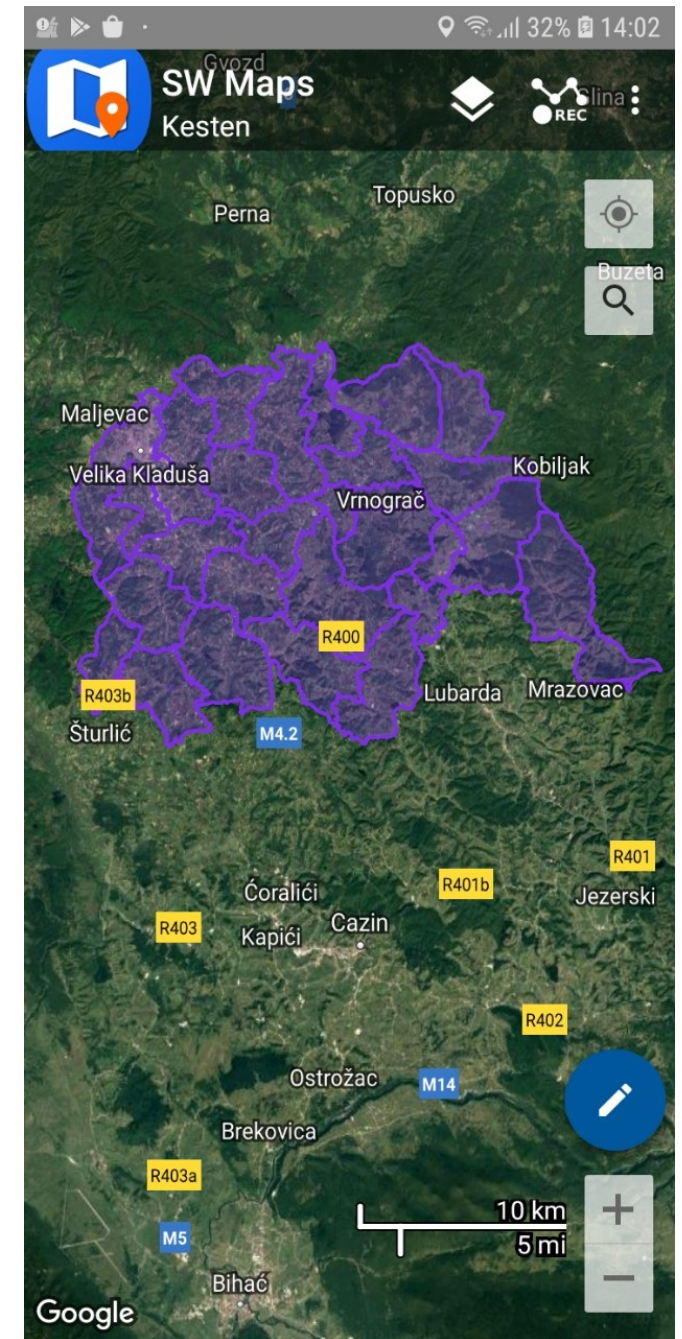 32% 14:02
Gvozd
SW Maps
Kesten
REC
Topusko
Perna
Buzeta
Maljevac
Velika Kladuša
Kobiljak
Vrnograč
R400
R403b
Lubarda
Mrazovac
Šturlić
M4.2
R401
R401b
Ćoralići
Jezerski
R403
Cazin
Kapići
R402
Ostrožac
M14
Brekovica
R403a
10 km
M5
5 mi
Bihać
Google